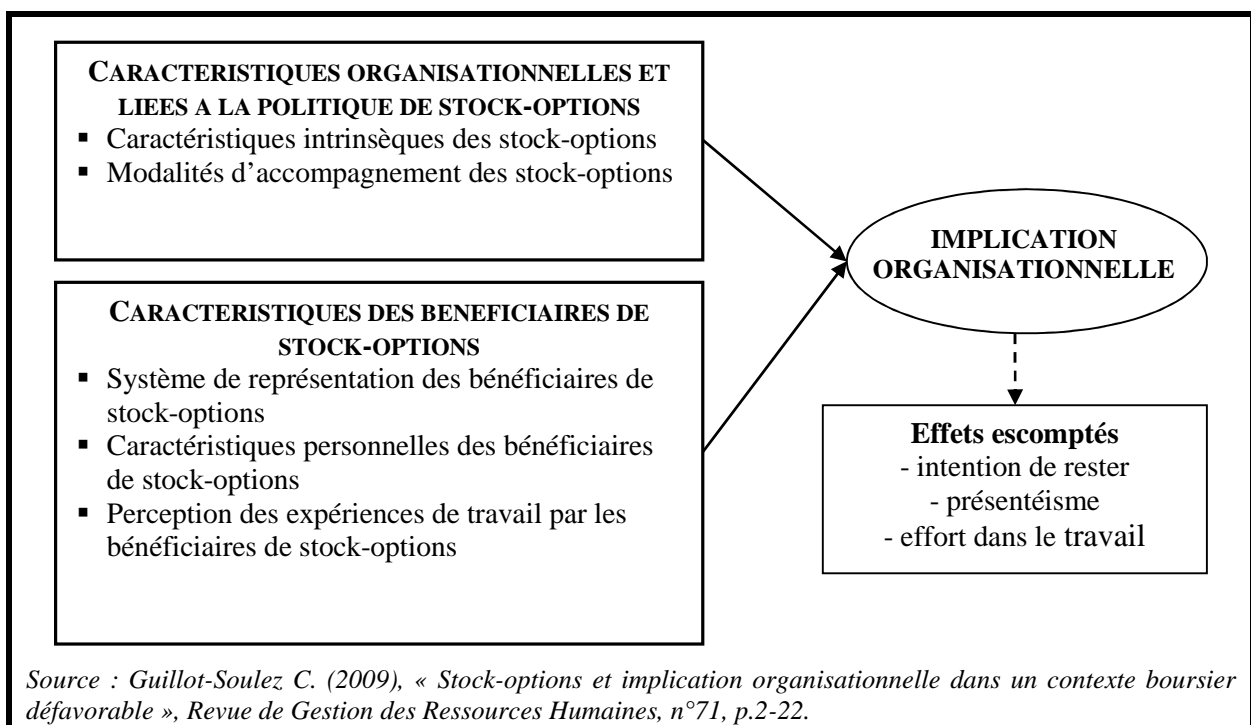 CARACTERISTIQUES ORGANISATIONNELLES ET
LIEES A LA POLITIQUE DE STOCK-OPTIONS
▪ Caractéristiques intrinsèques des stock-options
▪ Modalités d'accompagnement des stock-options
CARACTERISTIQUES DES BENEFICIAIRES DE
STOCK-OPTIONS
▪ Système de représentation des bénéficiaires de
stock-options
▪ Caractéristiques personnelles des bénéficiaires
de stock-options
▪ Perception des expériences de travail par les
bénéficiaires de stock-options
IMPLICATION
ORGANISATIONNELLE
Effets escomptés
- intention de rester
- présentéisme
- effort dans le travail
Source : Guillot-Soulez C. (2009), « Stock-options et implication organisationnelle dans un contexte boursier
défavorable », Revue de Gestion des Ressources Humaines, n°71, p.2-22.